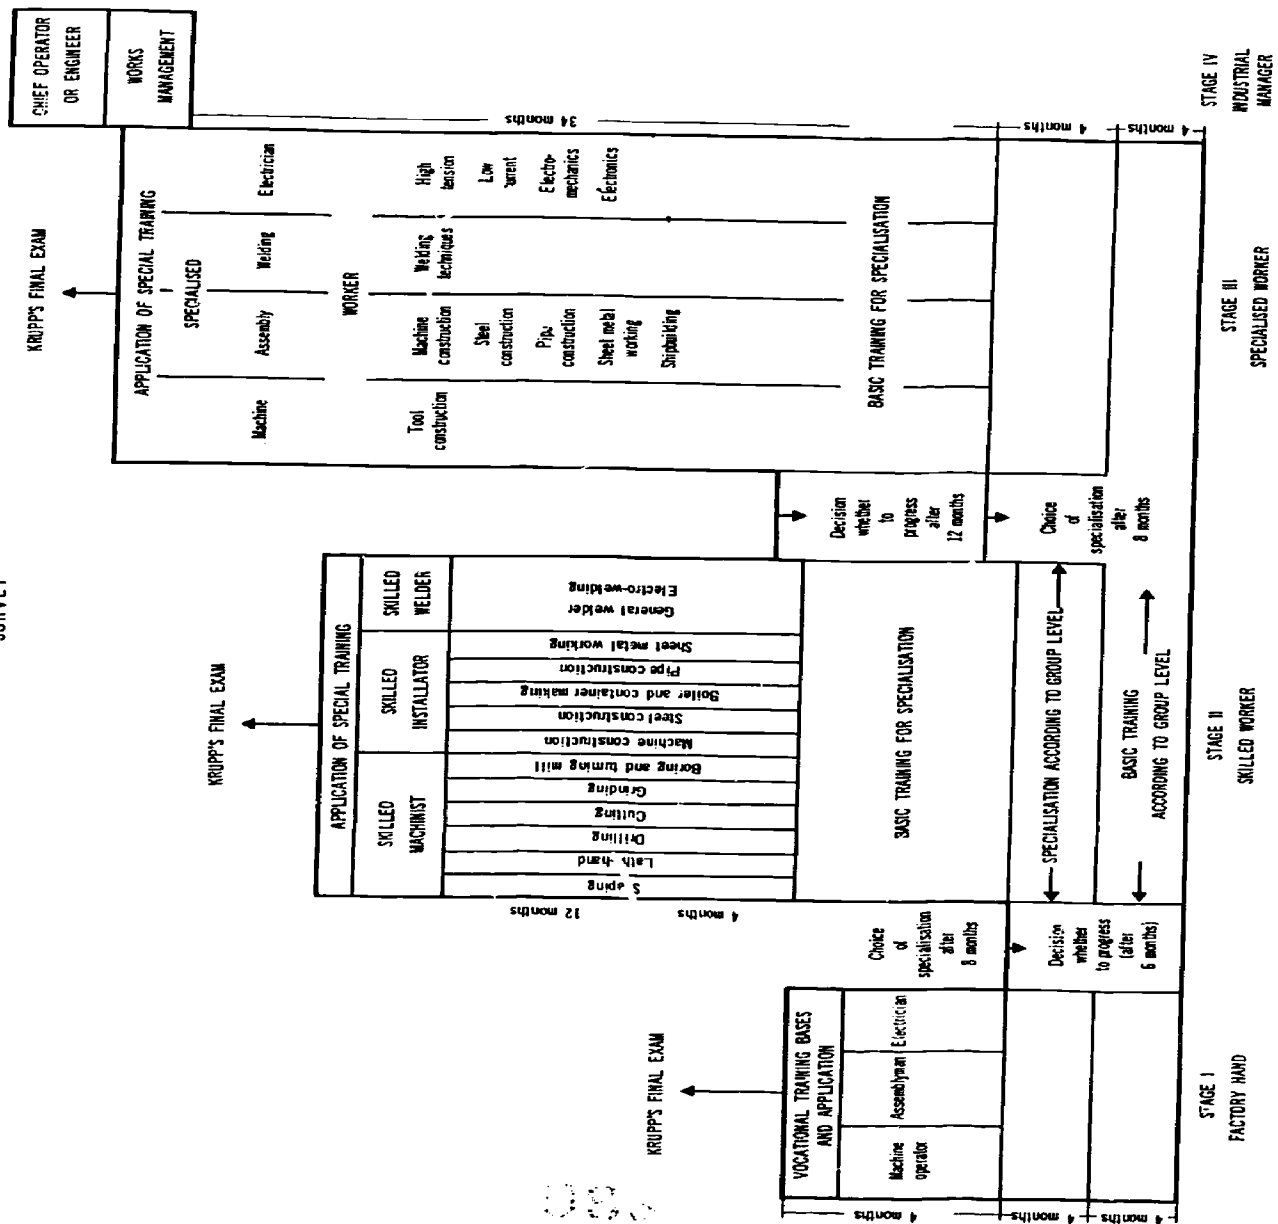 SURVEY
KRUPP'S FINAL EXAM
VOCATIONAL TRAINING BASES
AND APPLICATION
Machine
operator
Assemblyman
Electrician
4 months
4 months
4 months
STAGE I
FACTORY HAND
Choice
of
specialisation
after
8 months
Decision
whether
to progress
(after
6 months)
KRUPP'S FINAL EXAM
APPLICATION OF SPECIAL TRAINING
SKILLED
MACHINIST
SKILLED
INSTALLATOR
SKILLED
WELDER
S aping
Lath hand
Drilling
Cutting
Grinding
Boring and turning mill
Machine construction
Steel construction
Boiler and container making
Pipe construction
Sheet metal working
General welder
Electro-welding
12 months
4 months
BASIC TRAINING FOR SPECIALISATION
SPECIALISATION ACCORDING TO GROUP LEVEL
BASIC TRAINING
ACCORDING TO GROUP LEVEL
STAGE II
SKILLED WORKER
Decision
whether
to
progress
after
12 months
Choice
of
specialisation
after
8 months
KRUPP'S FINAL EXAM
APPLICATION OF SPECIAL TRAINING
SPECIALISED
Machine
Assembly
Welding
Electrician
WORKER
Tool
construction
Machine
construction
Steel
construction
Pipe
construction
Sheet metal
working
Shipbuilding
Welding
techniques
High
tension
Low
urrent
Electro-
mechanics
Electronics
BASIC TRAINING FOR SPECIALISATION
STAGE III
SPECIALISED WORKER
CHIEF OPERATOR
OR ENGINEER
WORKS
MANAGEMENT
34 months
4 months
4 months
STAGE IV
INDUSTRIAL
MANAGER